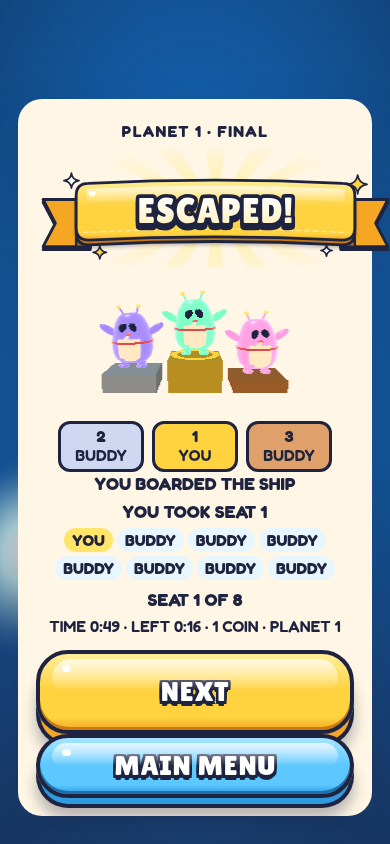 PLANET 1 · FINAL
ESCAPED!
2 1 3
BUDDY YOU BUDDY
YOU BOARDED THE SHIP
YOU TOOK SEAT 1
YOU BUDDY BUDDY BUDDY
BUDDY BUDDY BUDDY BUDDY
SEAT 1 OF 8
TIME 0:49 · LEFT 0:16 · 1 COIN · PLANET 1
NEXT
MAIN MENU